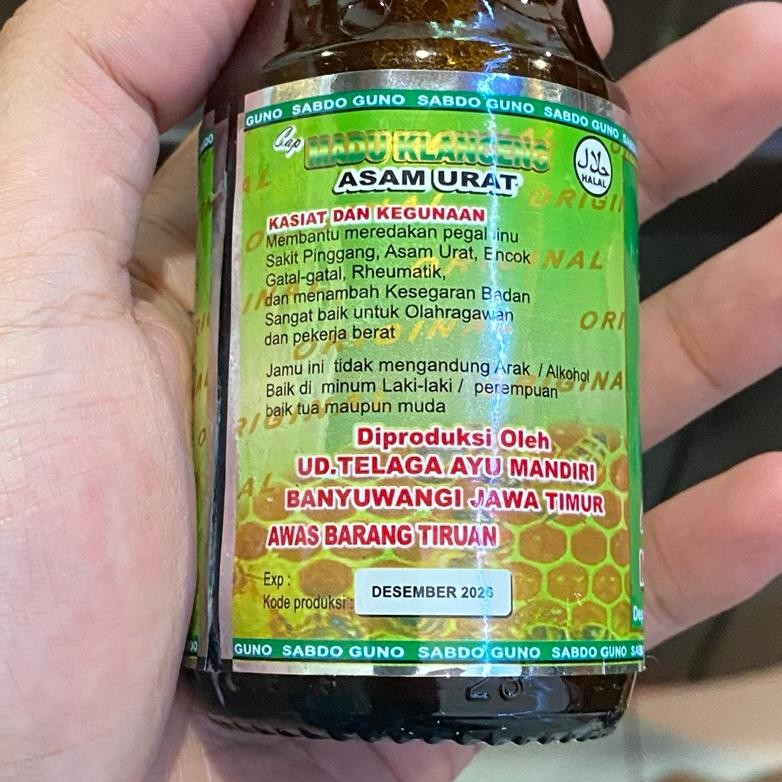 GUNO SABDO GUNO SABDO GUNO SABDO GUNO
Cap MADU KLANCENG
ASAM URAT
حلال
HALAL
KASIAT DAN KEGUNAAN
Membantu meredakan pegal linu
Sakit Pinggang, Asam Urat, Encok
Gatal-gatal, Rheumatik,
dan menambah Kesegaran Badan
Sangat baik untuk Olahragawan
dan pekerja berat
Jamu ini tidak mengandung Arak / Alkohol
Baik di minum Laki-laki / perempuan
baik tua maupun muda
Diproduksi Oleh
UD.TELAGA AYU MANDIRI
BANYUWANGI JAWA TIMUR
AWAS BARANG TIRUAN
Exp :
Kode produksi : DESEMBER 2026
GUNO SABDO GUNO SABDO GUNO SABDO GUNO